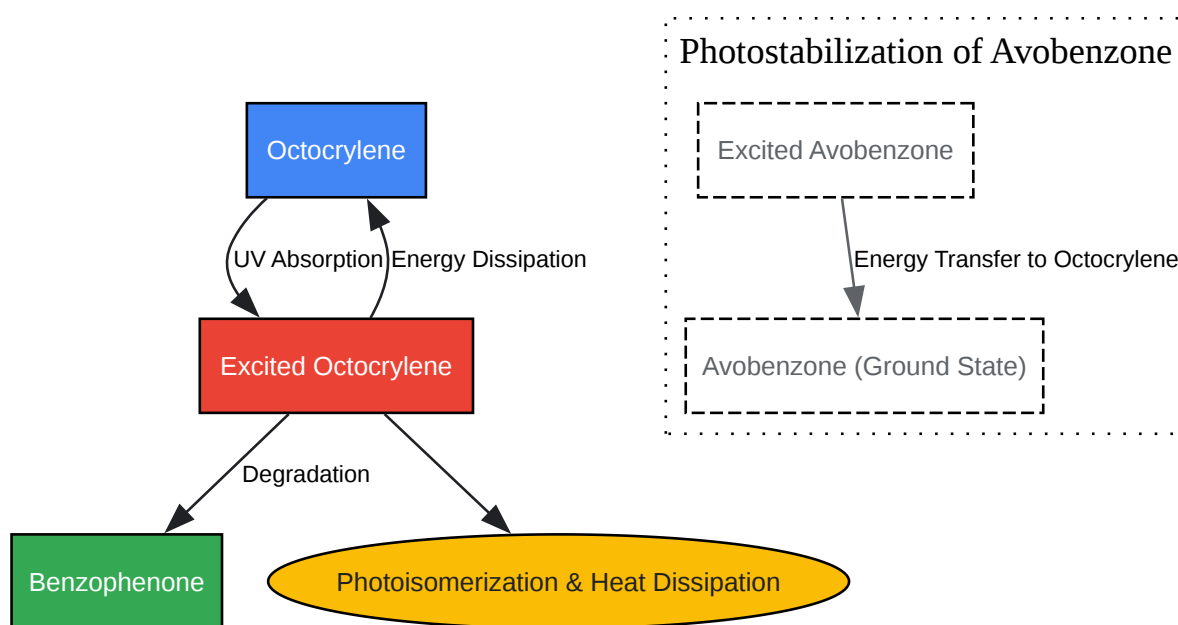 Photostabilization of Avobenzone
Octocrylene
Excited Avobenzone
UV Absorption
Energy Dissipation
Energy Transfer to Octocrylene
Excited Octocrylene
Avobenzone (Ground State)
Degradation
Benzophenone
Photoisomerization & Heat Dissipation